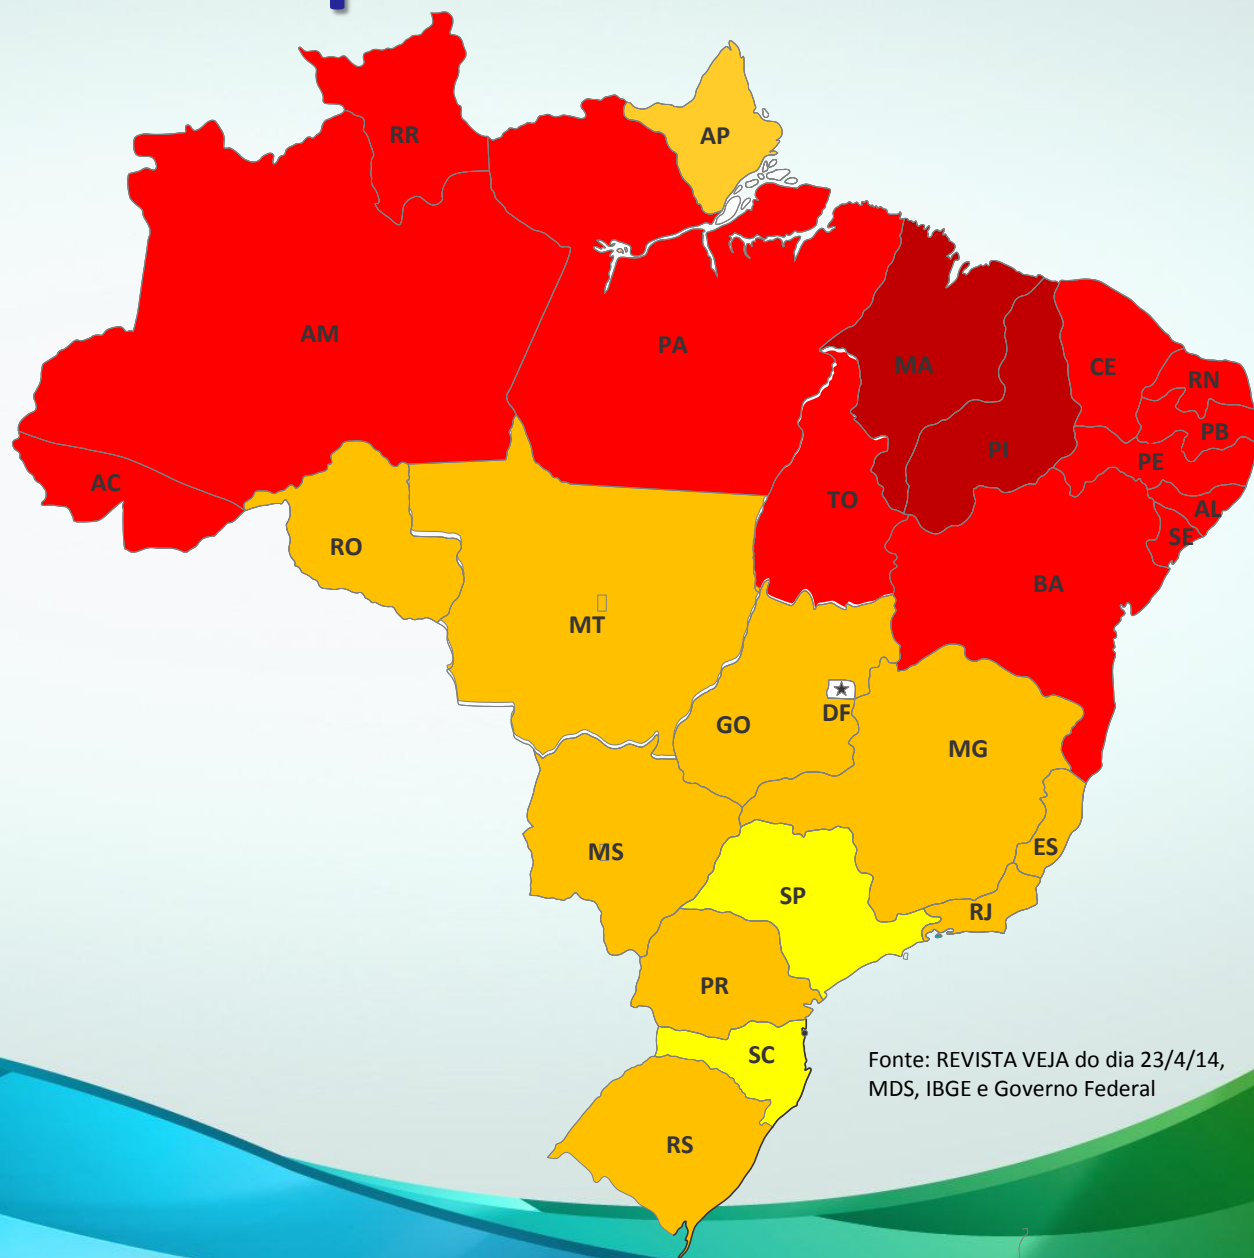 RR
AP
AM
PA
MA
CE
RN
PB
PI
PE
AC
TO
AL
SE
RO
BA
MT
DF
GO
MG
MS
ES
SP
RJ
PR
SC
RS
Fonte: REVISTA VEJA do dia 23/4/14,
MDS, IBGE e Governo Federal